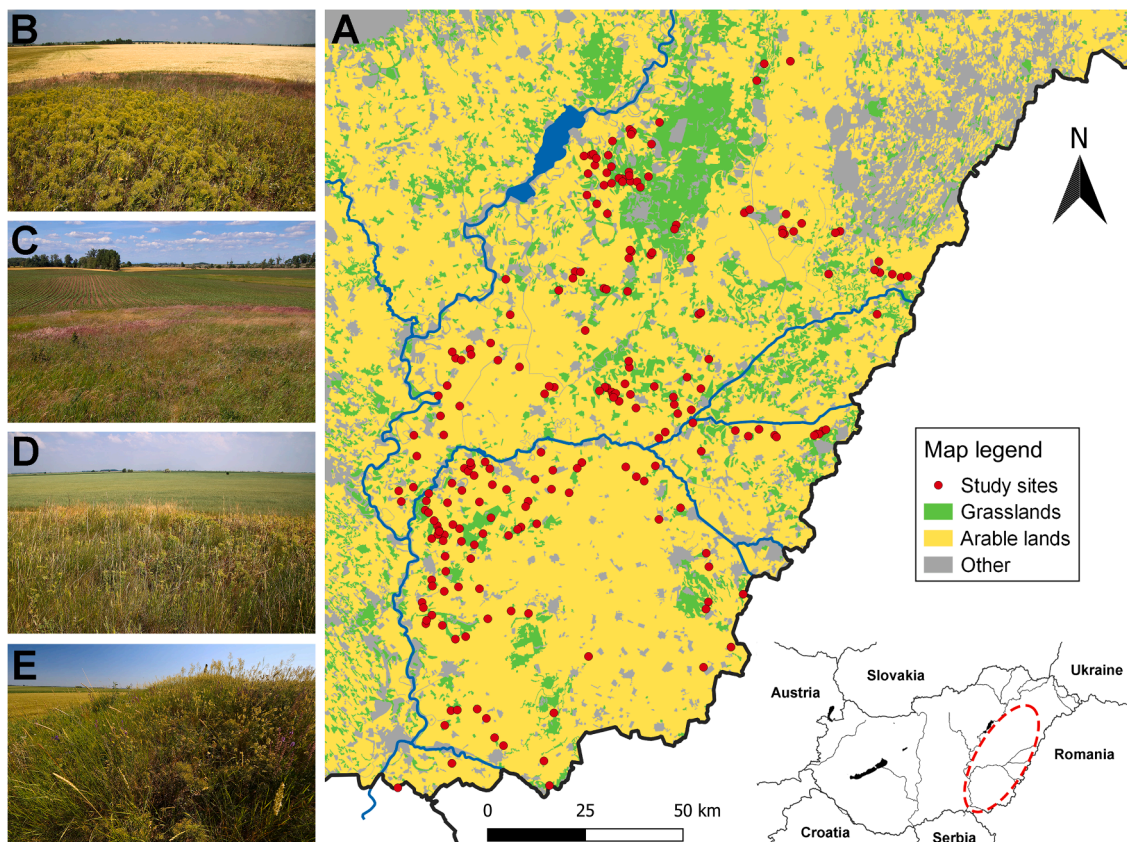 B
C
D
E
A
N
Map legend
Study sites
Grasslands
Arable lands
Other
0 25 50 km
Slovakia
Ukraine
Austria
Romania
Croatia
Serbia